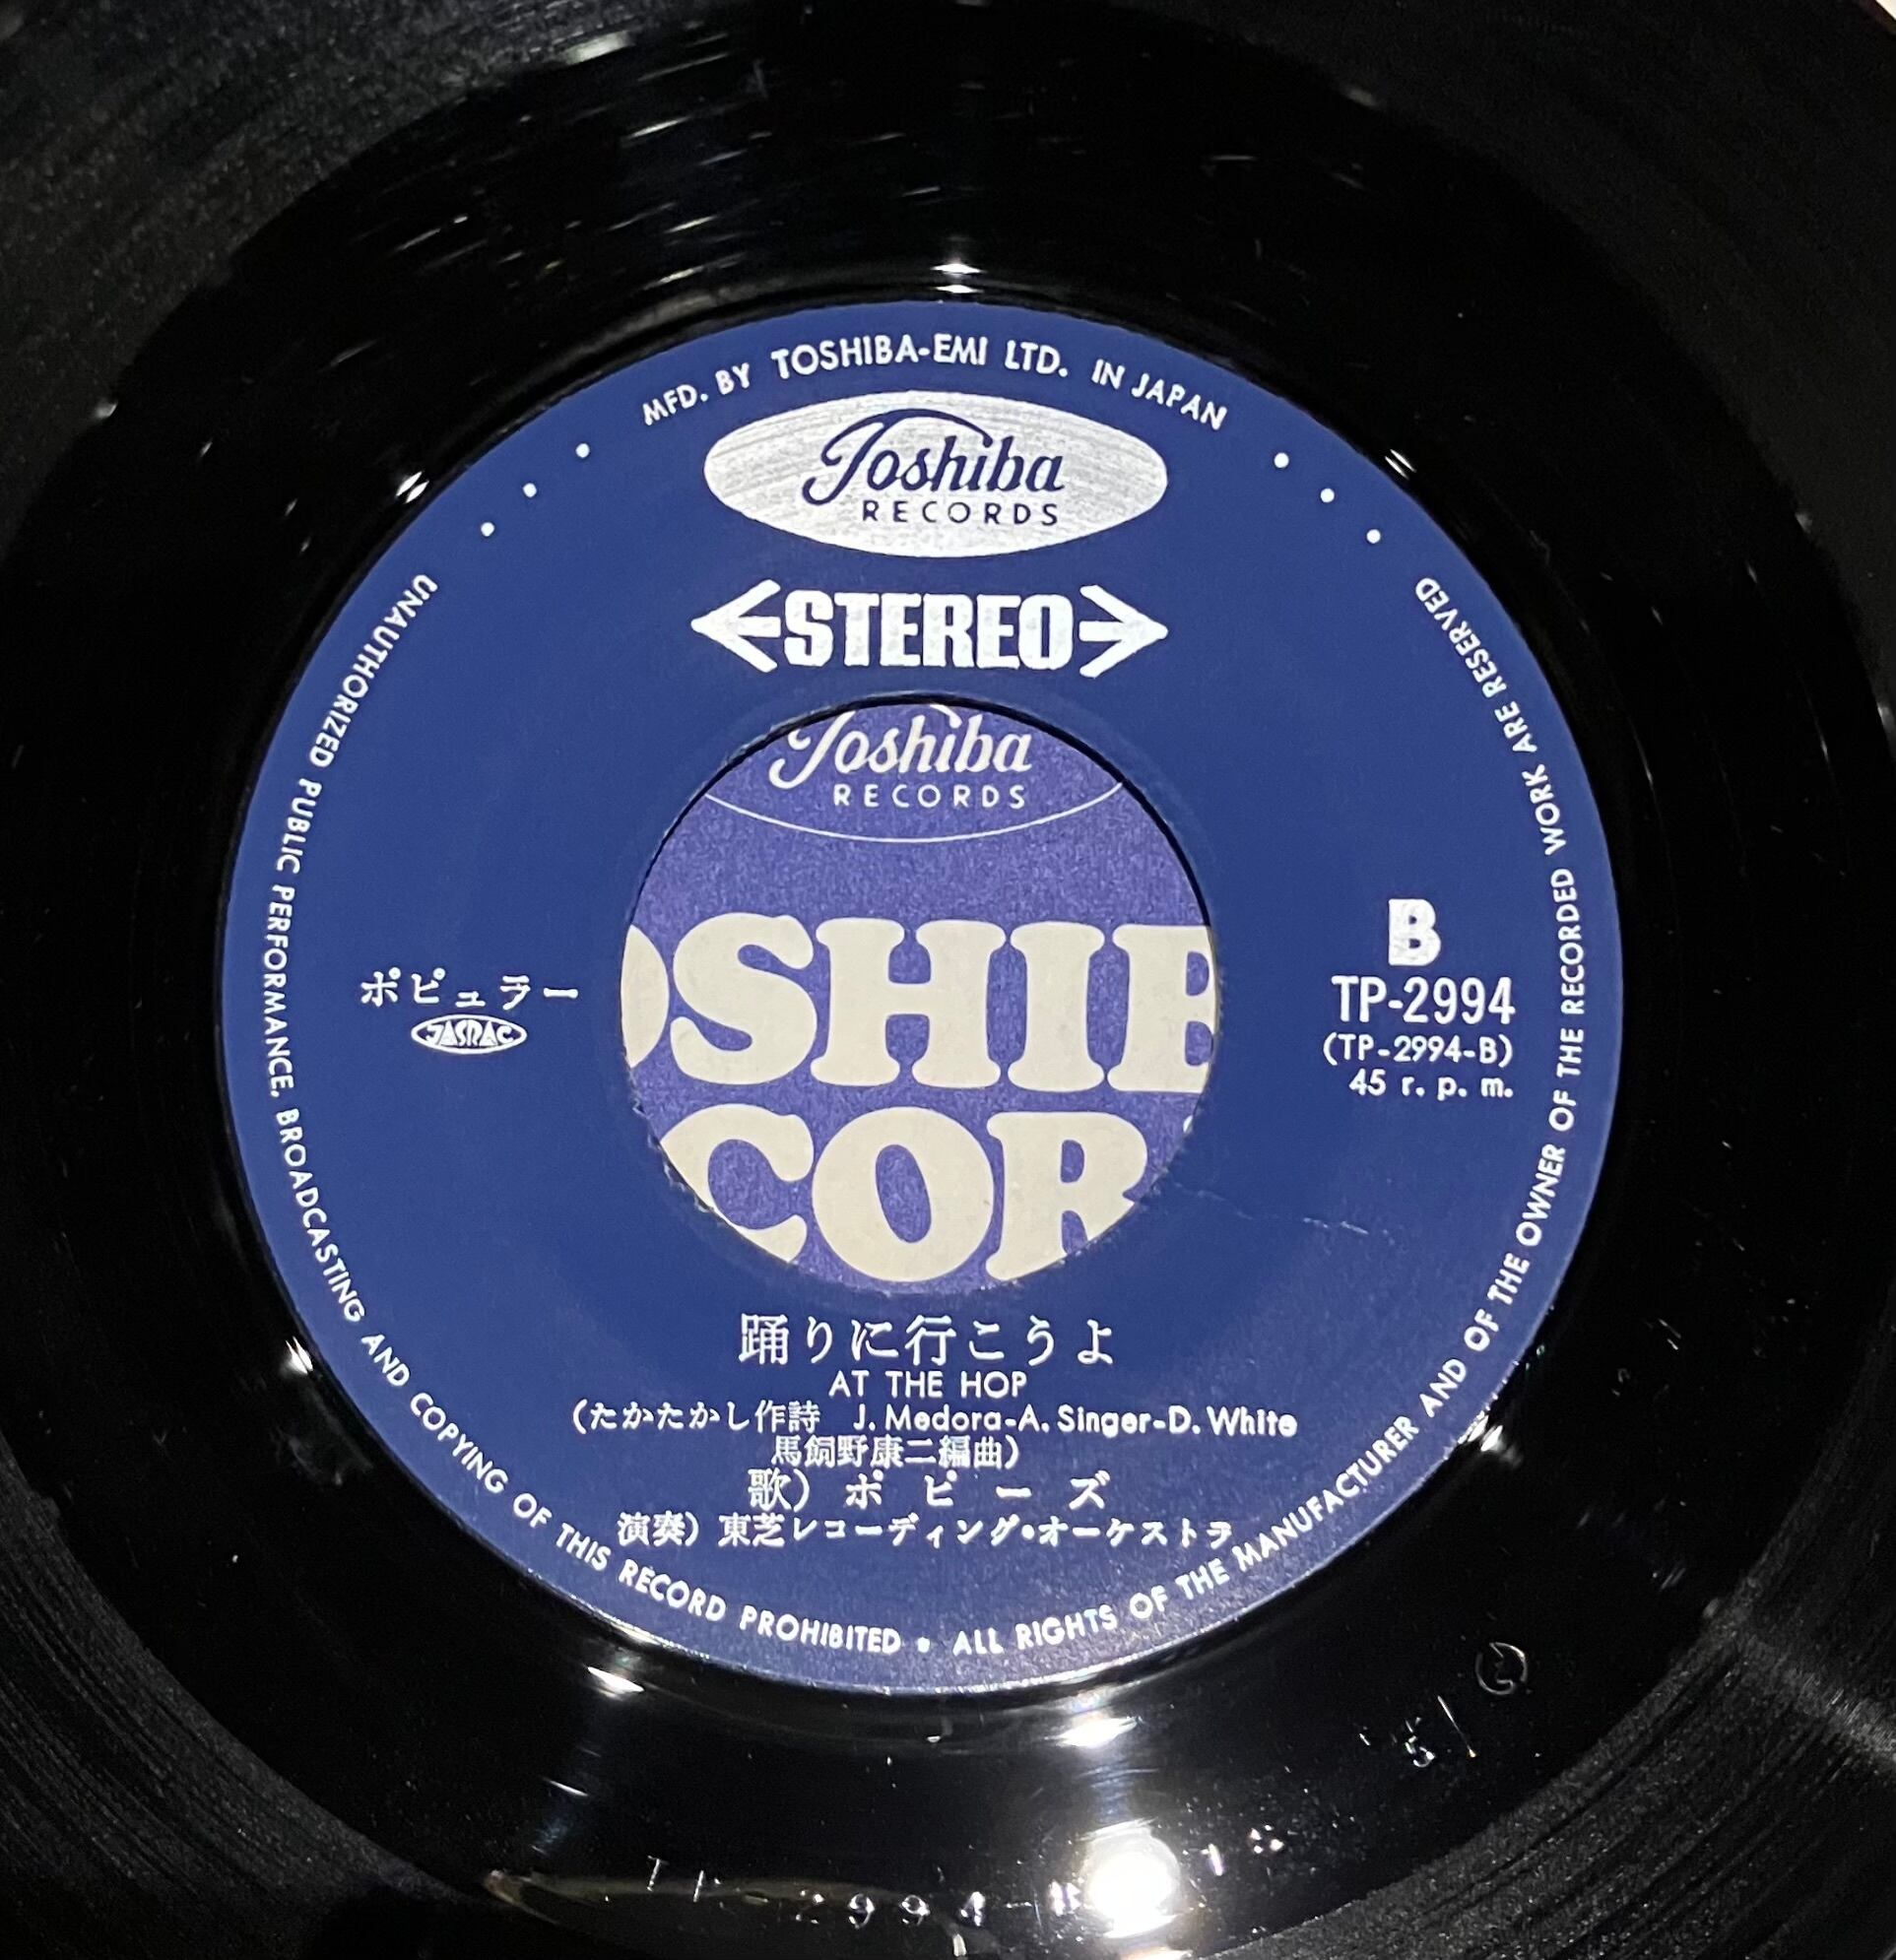 MFD. BY TOSHIBA-EMI LTD. IN JAPAN
Toshiba
RECORDS
STEREO
Toshiba
RECORDS
OSHIB
COR
ポピュラー
JASRAC
B
TP-2994
(TP-2994-B)
45 r. p. m.
踊りに行こうよ
AT THE HOP
(たかたかし作詩 J. Medora-A. Singer-D. White
馬飼野康二編曲)
歌) ポピーズ
演奏) 東芝レコーディング・オーケストラ
UNAUTHORIZED PUBLIC PERFORMANCE, BROADCASTING AND COPYING OF THIS RECORD PROHIBITED • ALL RIGHTS OF THE MANUFACTURER AND OF THE OWNER OF THE RECORDED WORK ARE RESERVED